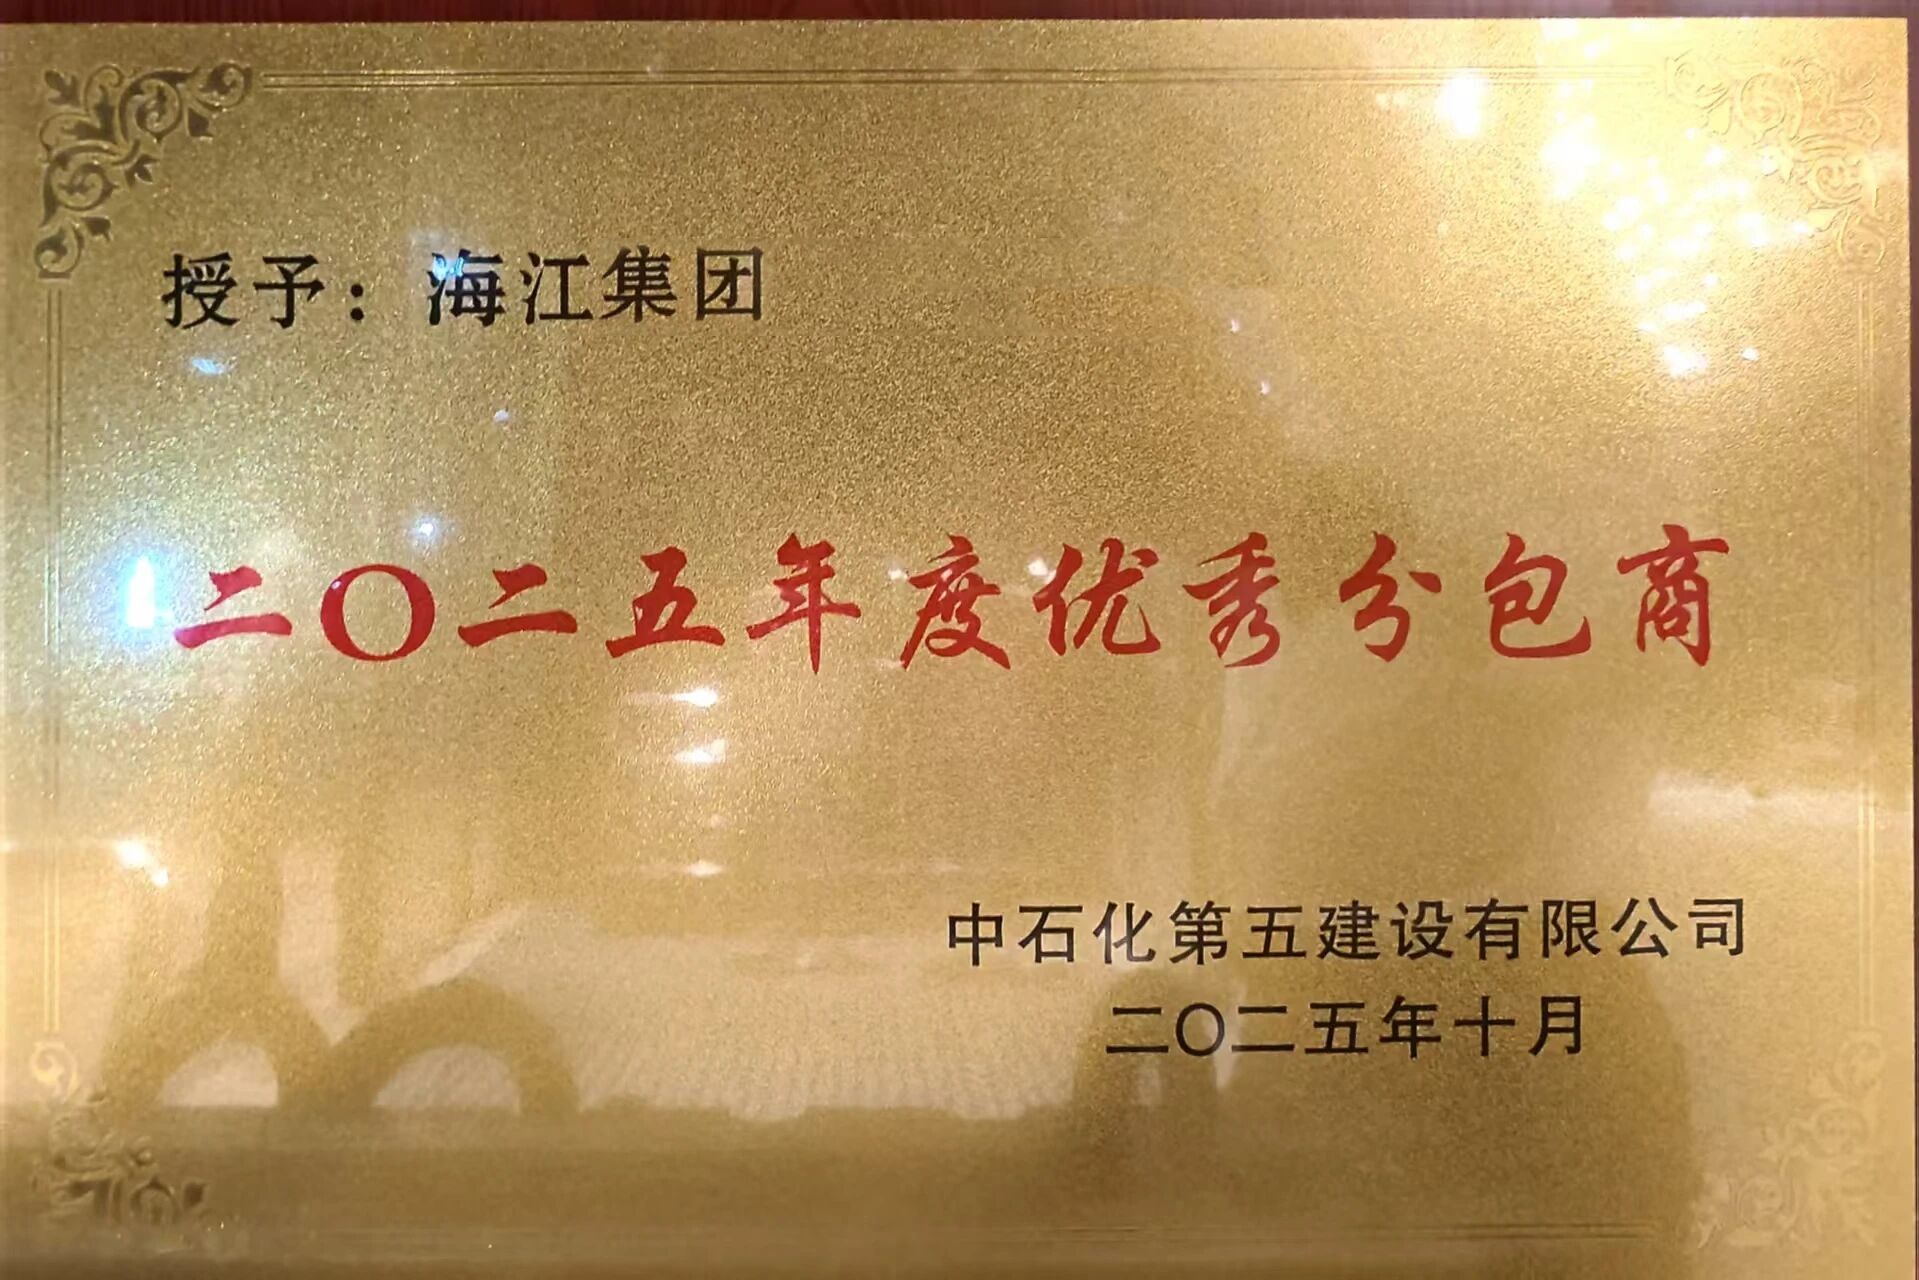 授予：海江集团
二〇二五年度优秀分包商
中石化第五建设有限公司
二〇二五年十月